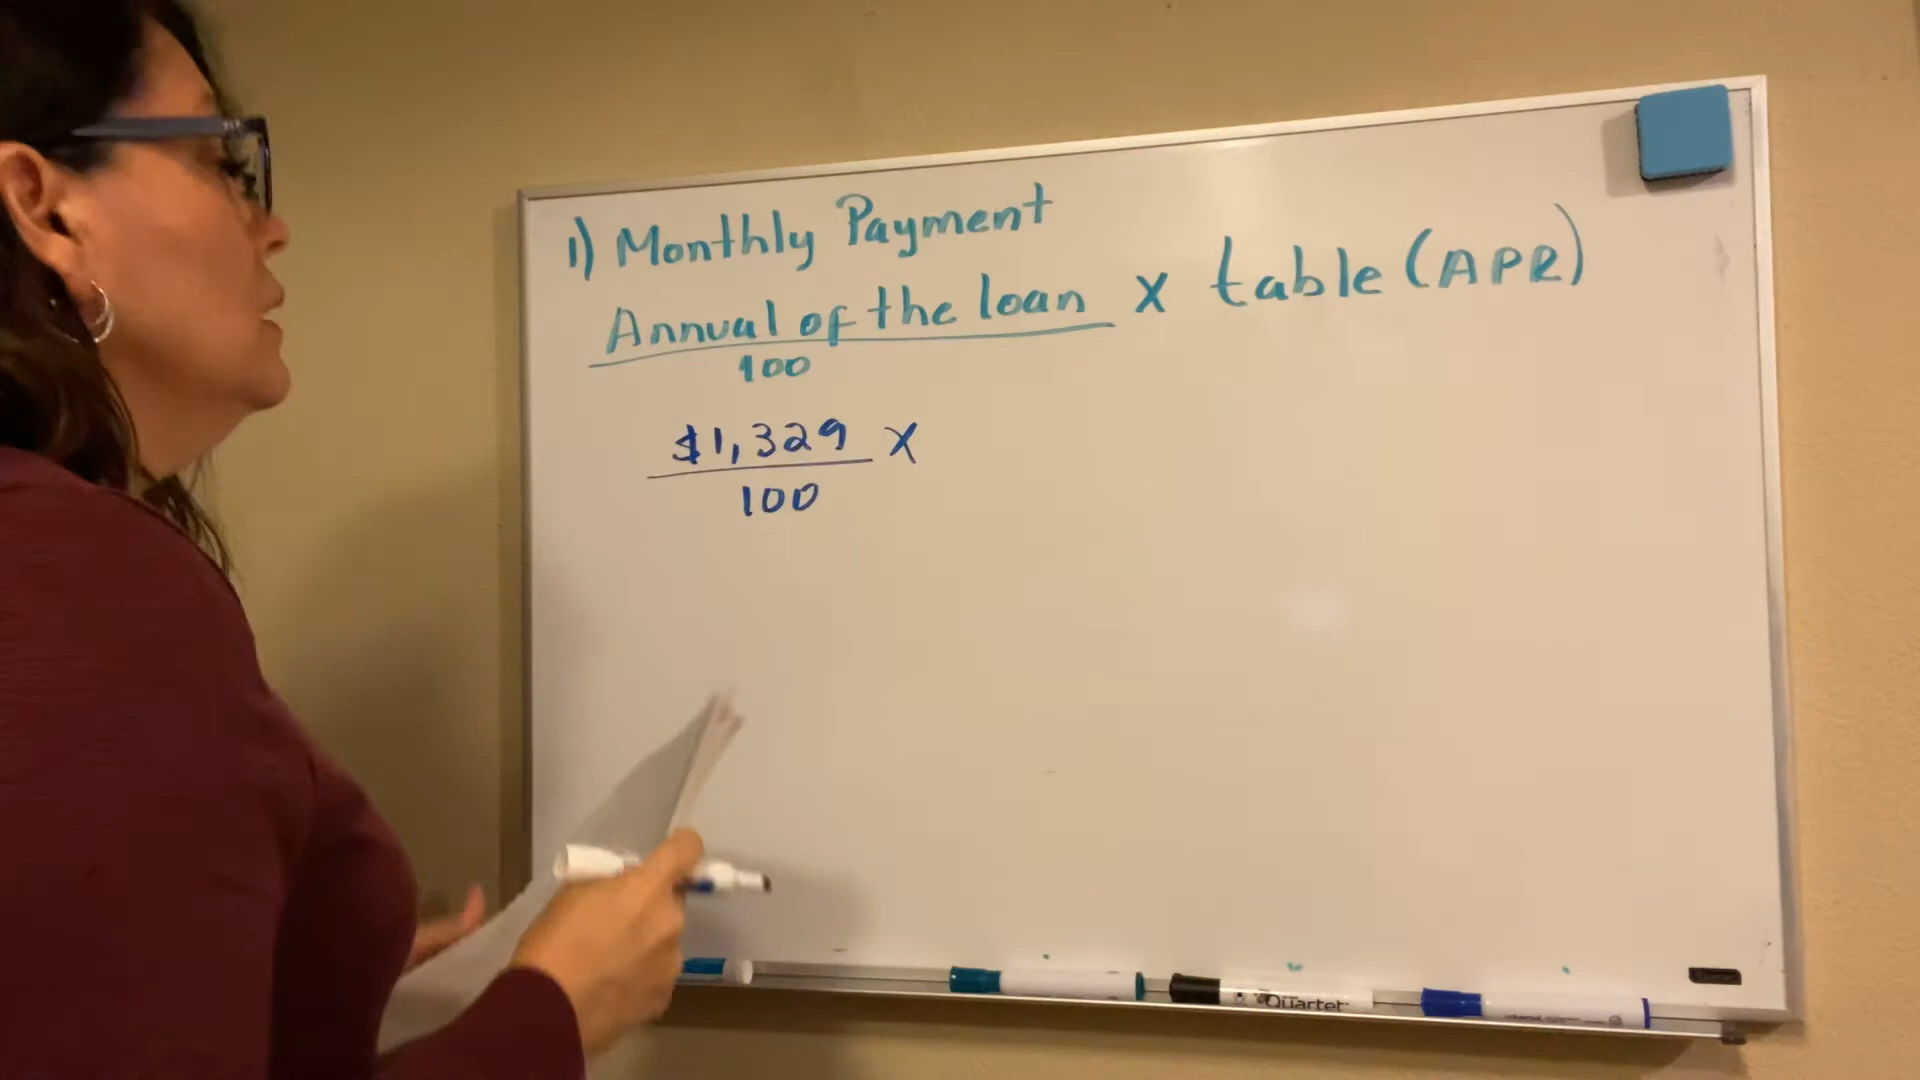 1) Monthly Payment
Annual of the loan X table (APR)
100
$1,329 X
100
Quartet